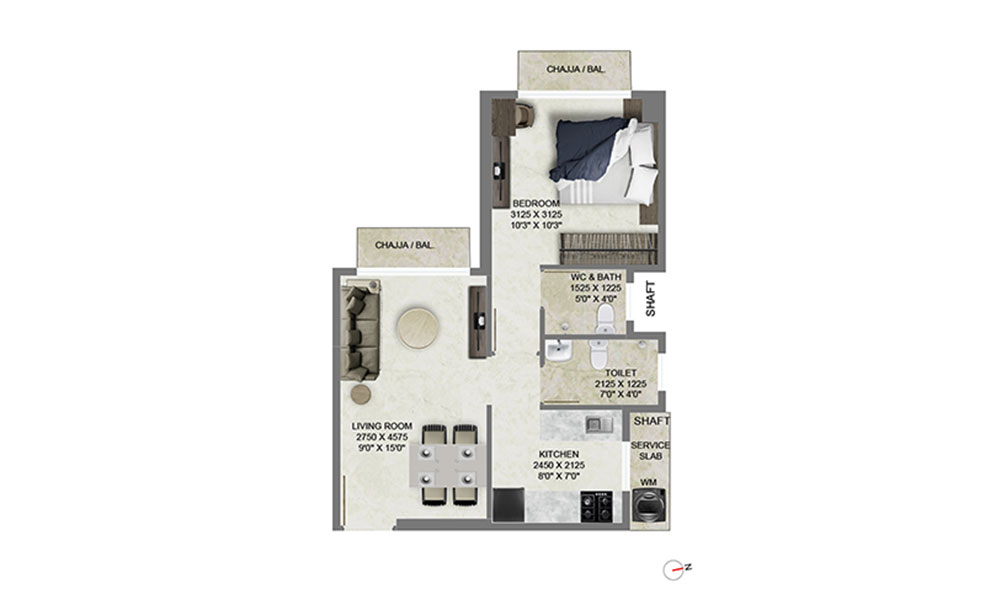 CHAJJA / BAL.
BEDROOM
3125 X 3125
10'3" X 10'3"
CHAJJA / BAL.
WC & BATH
1525 X 1225
5'0" X 4'0"
SHAFT
TOILET
2125 X 1225
7'0" X 4'0"
LIVING ROOM
2750 X 4575
9'0" X 15'0"
KITCHEN
2450 X 2125
8'0" X 7'0"
SHAFT
SERVICE
SLAB
WM
N